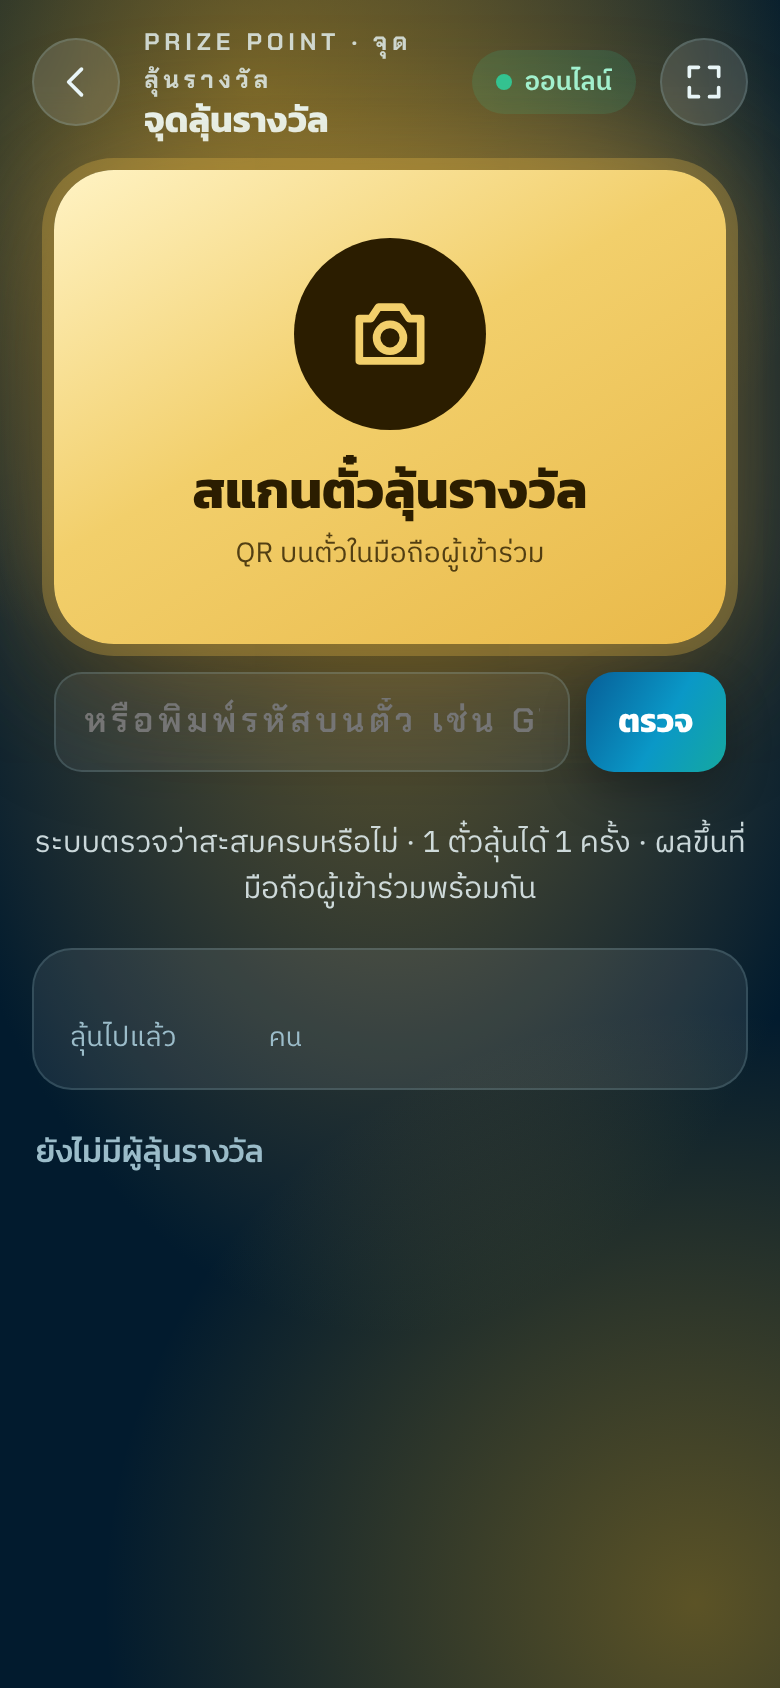 PRIZE POINT · จุด
ลุ้นรางวัล
จุดลุ้นรางวัล
ออนไลน์
สแกนตั๋วลุ้นรางวัล
QR บนตั๋วในมือถือผู้เข้าร่วม
หรือพิมพ์รหัสบนตั๋ว เช่น G
ตรวจ
ระบบตรวจว่าสะสมครบหรือไม่ · 1 ตั๋วลุ้นได้ 1 ครั้ง · ผลขึ้นที่
มือถือผู้เข้าร่วมพร้อมกัน
ลุ้นไปแล้ว คน
ยังไม่มีผู้ลุ้นรางวัล